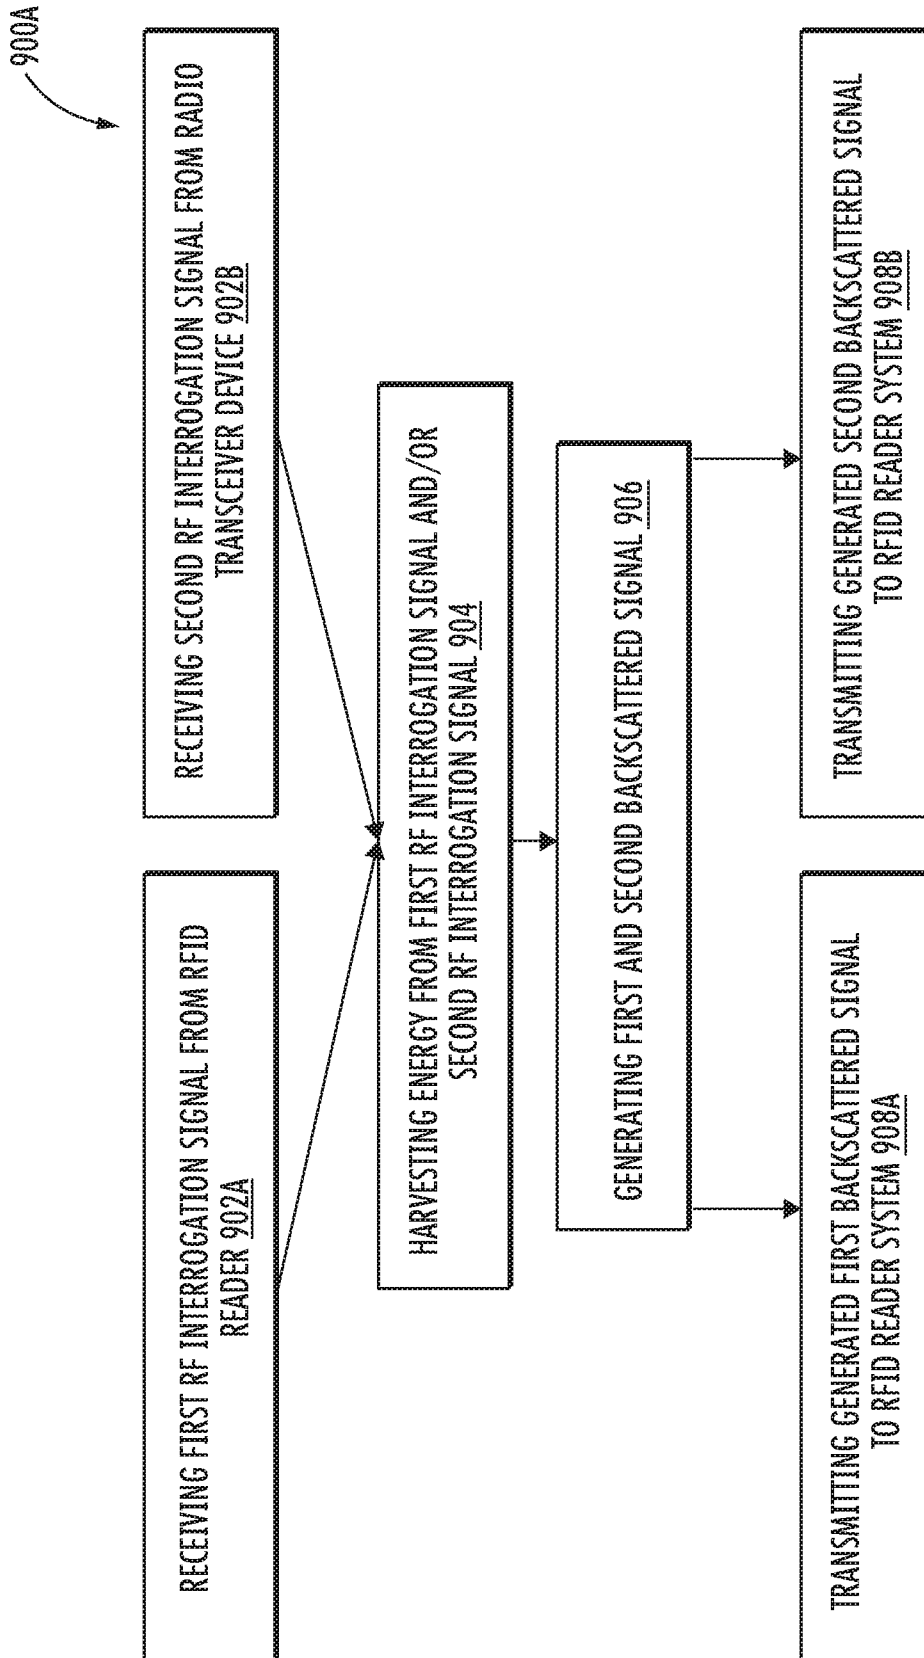 900A
RECEIVING FIRST RF INTERROGATION SIGNAL FROM RFID
READER 902A
RECEIVING SECOND RF INTERROGATION SIGNAL FROM RADIO
TRANSCEIVER DEVICE 902B
HARVESTING ENERGY FROM FIRST RF INTERROGATION SIGNAL AND/OR
SECOND RF INTERROGATION SIGNAL 904
GENERATING FIRST AND SECOND BACKSCATTERED SIGNAL 906
TRANSMITTING GENERATED FIRST BACKSCATTERED SIGNAL
TO RFID READER SYSTEM 908A
TRANSMITTING GENERATED SECOND BACKSCATTERED SIGNAL
TO RFID READER SYSTEM 908B